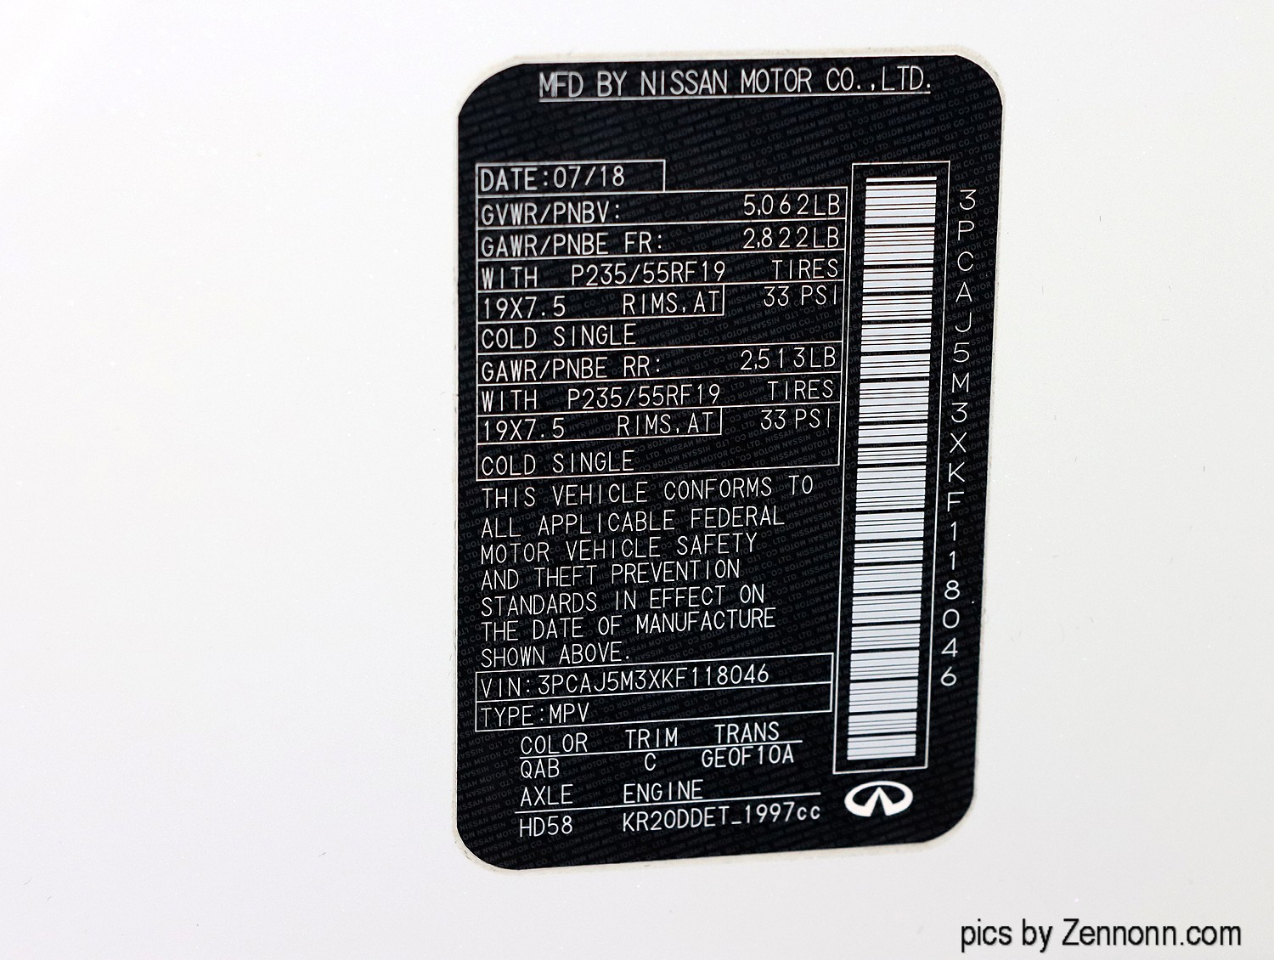 MFD BY NISSAN MOTOR CO.,LTD.
DATE:07/18
GVWR/PNBV: 5,062LB
GAWR/PNBE FR: 2,822LB
WITH P235/55RF19 TIRES
19X7.5 RIMS,AT 33 PSI
COLD SINGLE
GAWR/PNBE RR: 2,513LB
WITH P235/55RF19 TIRES
19X7.5 RIMS,AT 33 PSI
COLD SINGLE
THIS VEHICLE CONFORMS TO
ALL APPLICABLE FEDERAL
MOTOR VEHICLE SAFETY
AND THEFT PREVENTION
STANDARDS IN EFFECT ON
THE DATE OF MANUFACTURE
SHOWN ABOVE.
VIN:3PCAJ5M3XKF118046
TYPE:MPV
COLOR TRIM TRANS
QAB C GE0F10A
AXLE ENGINE
HD58 KR20DDET_1997cc
3PCAJ5M3XKF118046
pics by Zennonn.com